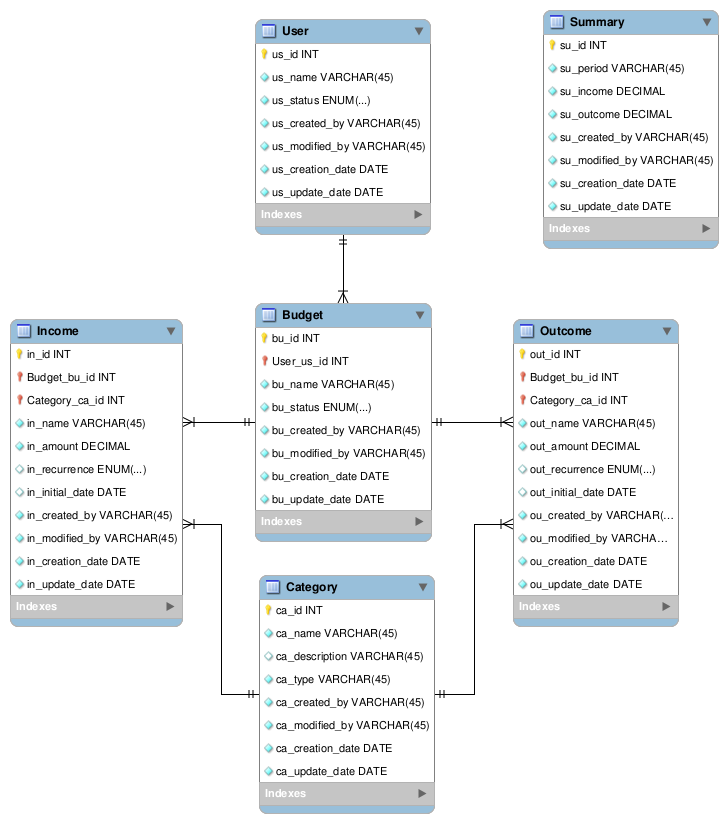 User
us_id INT
us_name VARCHAR(45)
us_status ENUM(...)
us_created_by VARCHAR(45)
us_modified_by VARCHAR(45)
us_creation_date DATE
us_update_date DATE
Indexes
Summary
su_id INT
su_period VARCHAR(45)
su_income DECIMAL
su_outcome DECIMAL
su_created_by VARCHAR(45)
su_modified_by VARCHAR(45)
su_creation_date DATE
su_update_date DATE
Indexes
Income
in_id INT
Budget_bu_id INT
Category_ca_id INT
in_name VARCHAR(45)
in_amount DECIMAL
in_recurrence ENUM(...)
in_initial_date DATE
in_created_by VARCHAR(45)
in_modified_by VARCHAR(45)
in_creation_date DATE
in_update_date DATE
Indexes
Budget
bu_id INT
User_us_id INT
bu_name VARCHAR(45)
bu_status ENUM(...)
bu_created_by VARCHAR(45)
bu_modified_by VARCHAR(45)
bu_creation_date DATE
bu_update_date DATE
Indexes
Outcome
out_id INT
Budget_bu_id INT
Category_ca_id INT
out_name VARCHAR(45)
out_amount DECIMAL
out_recurrence ENUM(...)
out_initial_date DATE
ou_created_by VARCHAR(...
ou_modified_by VARCHA...
ou_creation_date DATE
ou_update_date DATE
Indexes
Category
ca_id INT
ca_name VARCHAR(45)
ca_description VARCHAR(45)
ca_type VARCHAR(45)
ca_created_by VARCHAR(45)
ca_modified_by VARCHAR(45)
ca_creation_date DATE
ca_update_date DATE
Indexes